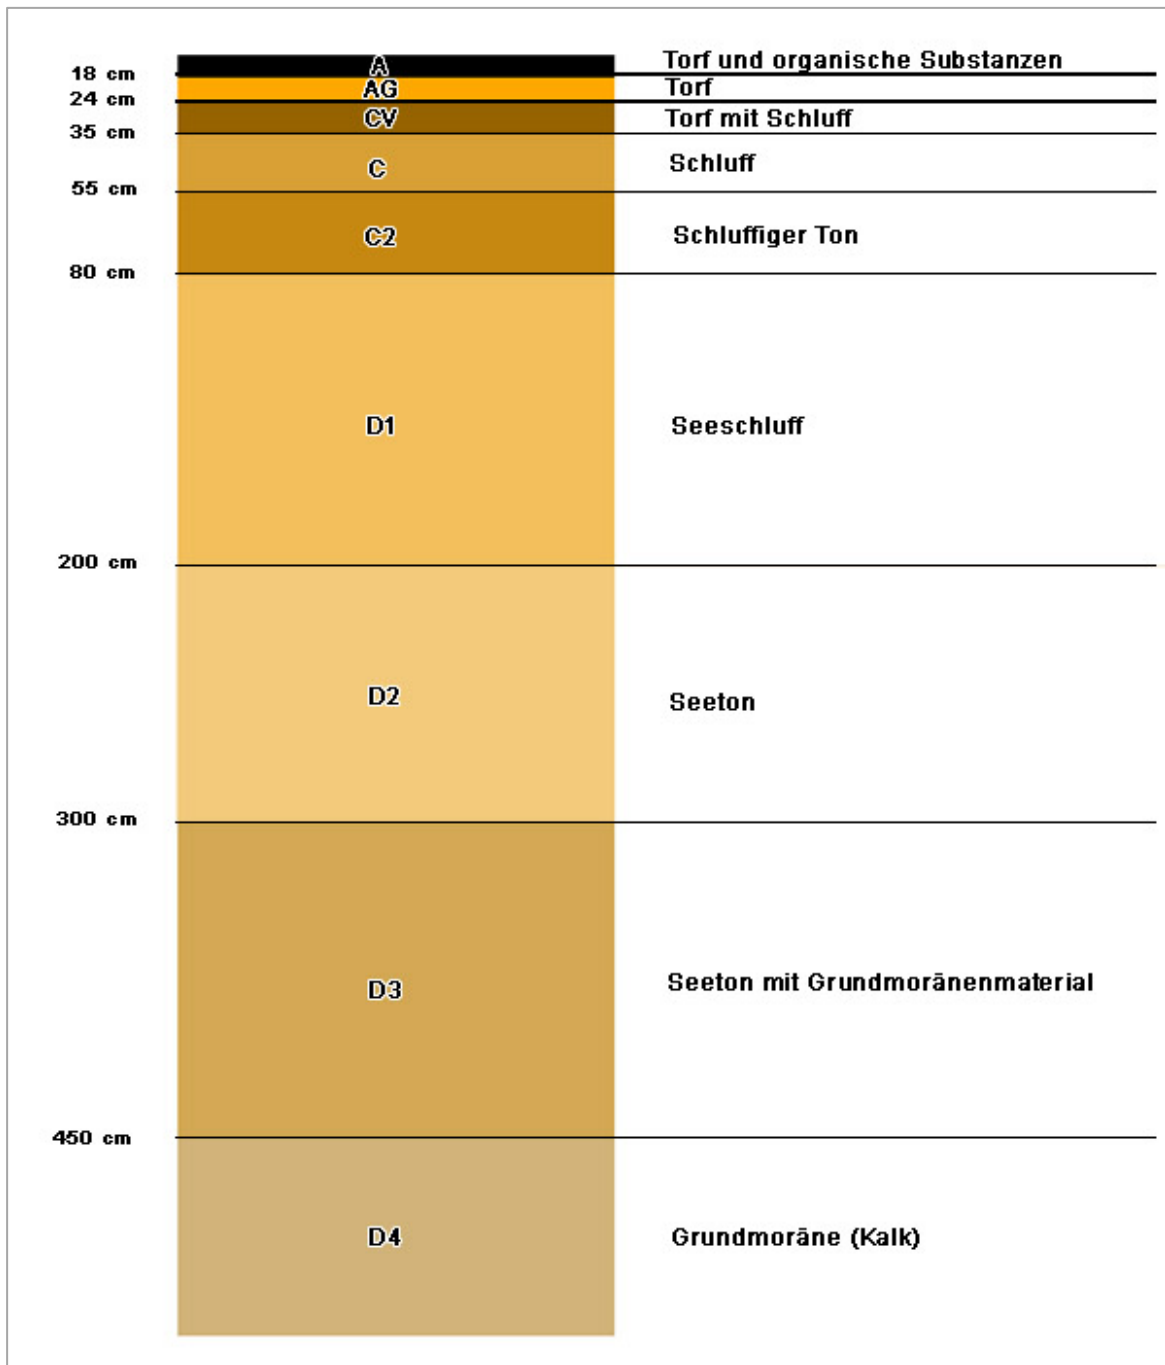 A
Torf und organische Substanzen
18 cm
AG
Torf
24 cm
CV
Torf mit Schluff
35 cm
C
Schluff
55 cm
C2
Schluffiger Ton
80 cm
D1
Seeschluff
200 cm
D2
Seeton
300 cm
D3
Seeton mit Grundmoränenmaterial
450 cm
D4
Grundmoräne (Kalk)